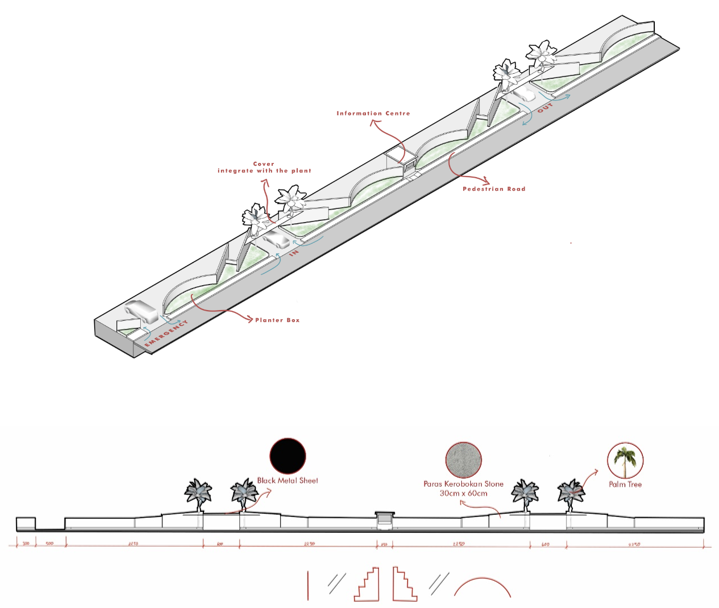 Information Centre
Cover
integrate with the plant
OUT
Pedestrian Road
IN
Planter Box
EMERGENCY
Black Metal Sheet
Paras Kerobokan Stone
30cm x 60cm
Palm Tree